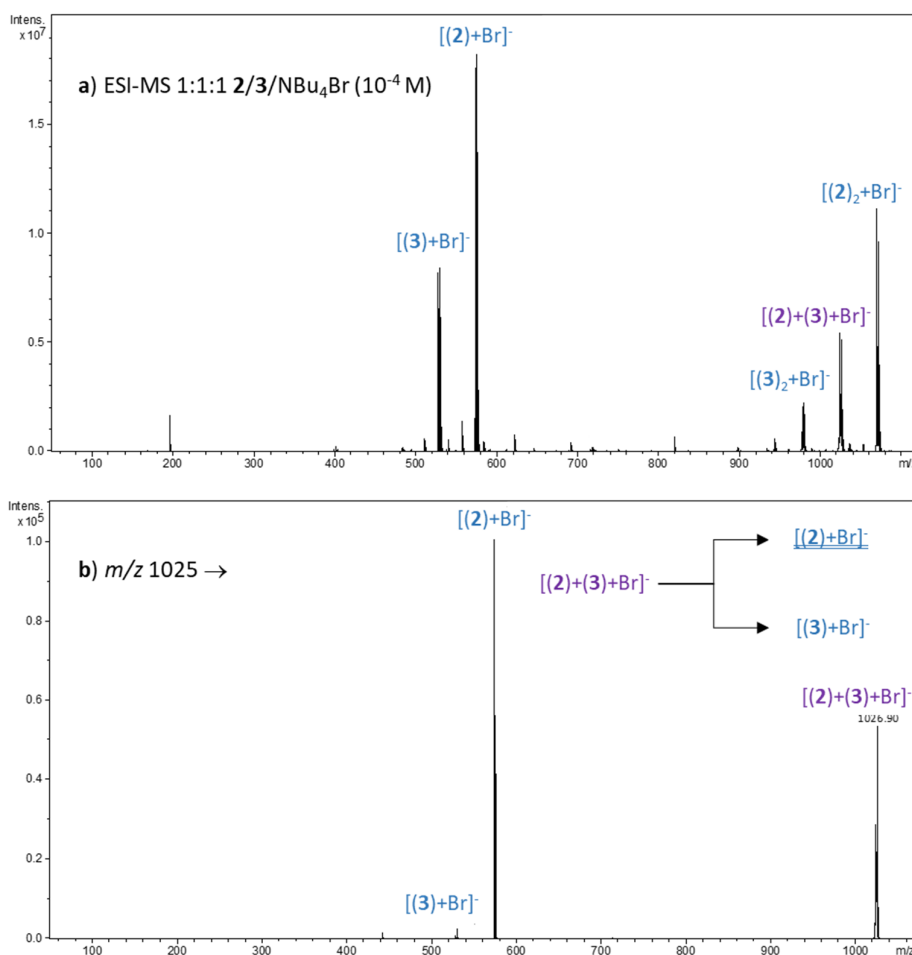 Intens.
x10⁷
[(2)+Br]⁻
a) ESI-MS 1:1:1 2/3/NBu₄Br (10⁻⁴ M)
1.5
[(2)₂+Br]⁻
[(3)+Br]⁻
1.0
[(2)+(3)+Br]⁻
0.5
[(3)₂+Br]⁻
0.0
100 200 300 400 500 600 700 800 900 1000 m/z
Intens.
x10⁵
[(2)+Br]⁻
1.0
[(2)+Br]⁻
b) m/z 1025 →
[(2)+(3)+Br]⁻
0.8
[(3)+Br]⁻
0.6
[(2)+(3)+Br]⁻
1026.90
0.4
0.2
[(3)+Br]⁻
0.0
100 200 300 400 500 600 700 800 900 1000 m/z